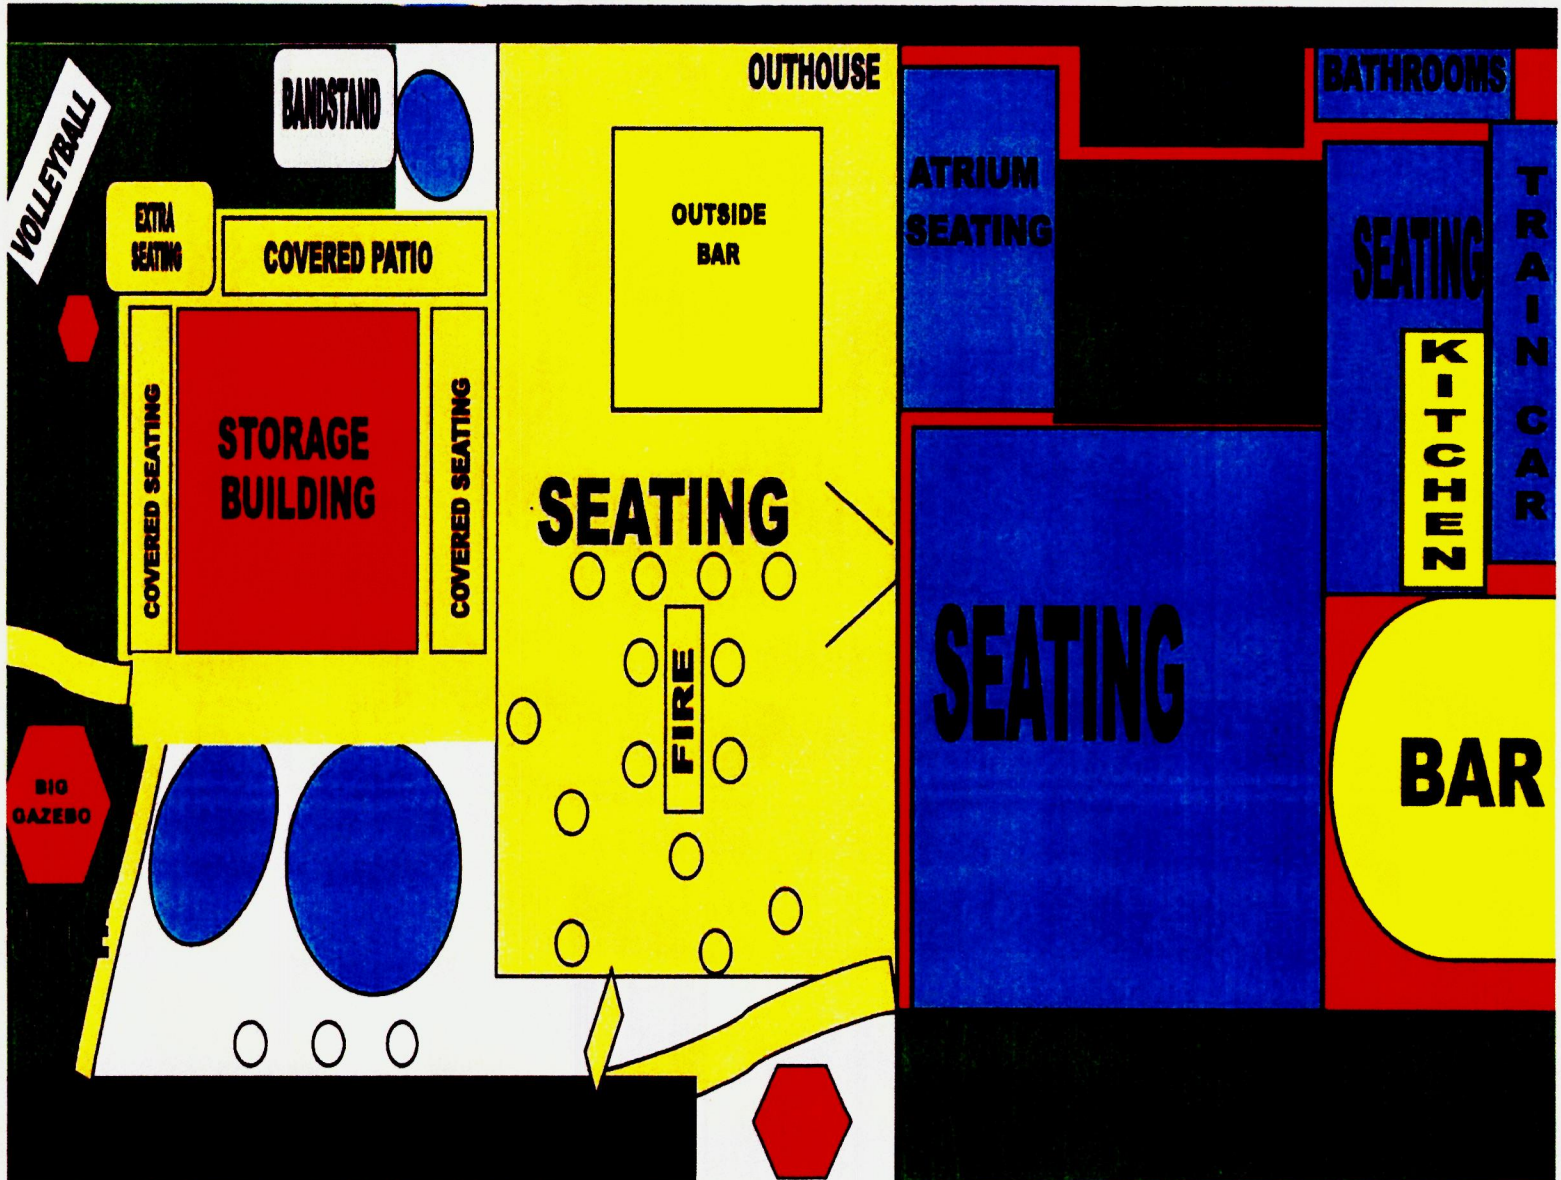 OUTHOUSE
BATHROOMS
VOLLEYBALL
BANDSTAND
ATRIUM
SEATING
EXTRA
SEATING
COVERED PATIO
OUTSIDE
BAR
SEATING
TRAIN CAR
KITCHEN
COVERED SEATING
STORAGE
BUILDING
COVERED SEATING
SEATING
SEATING
FIRE
BAR
BIG
GAZEBO